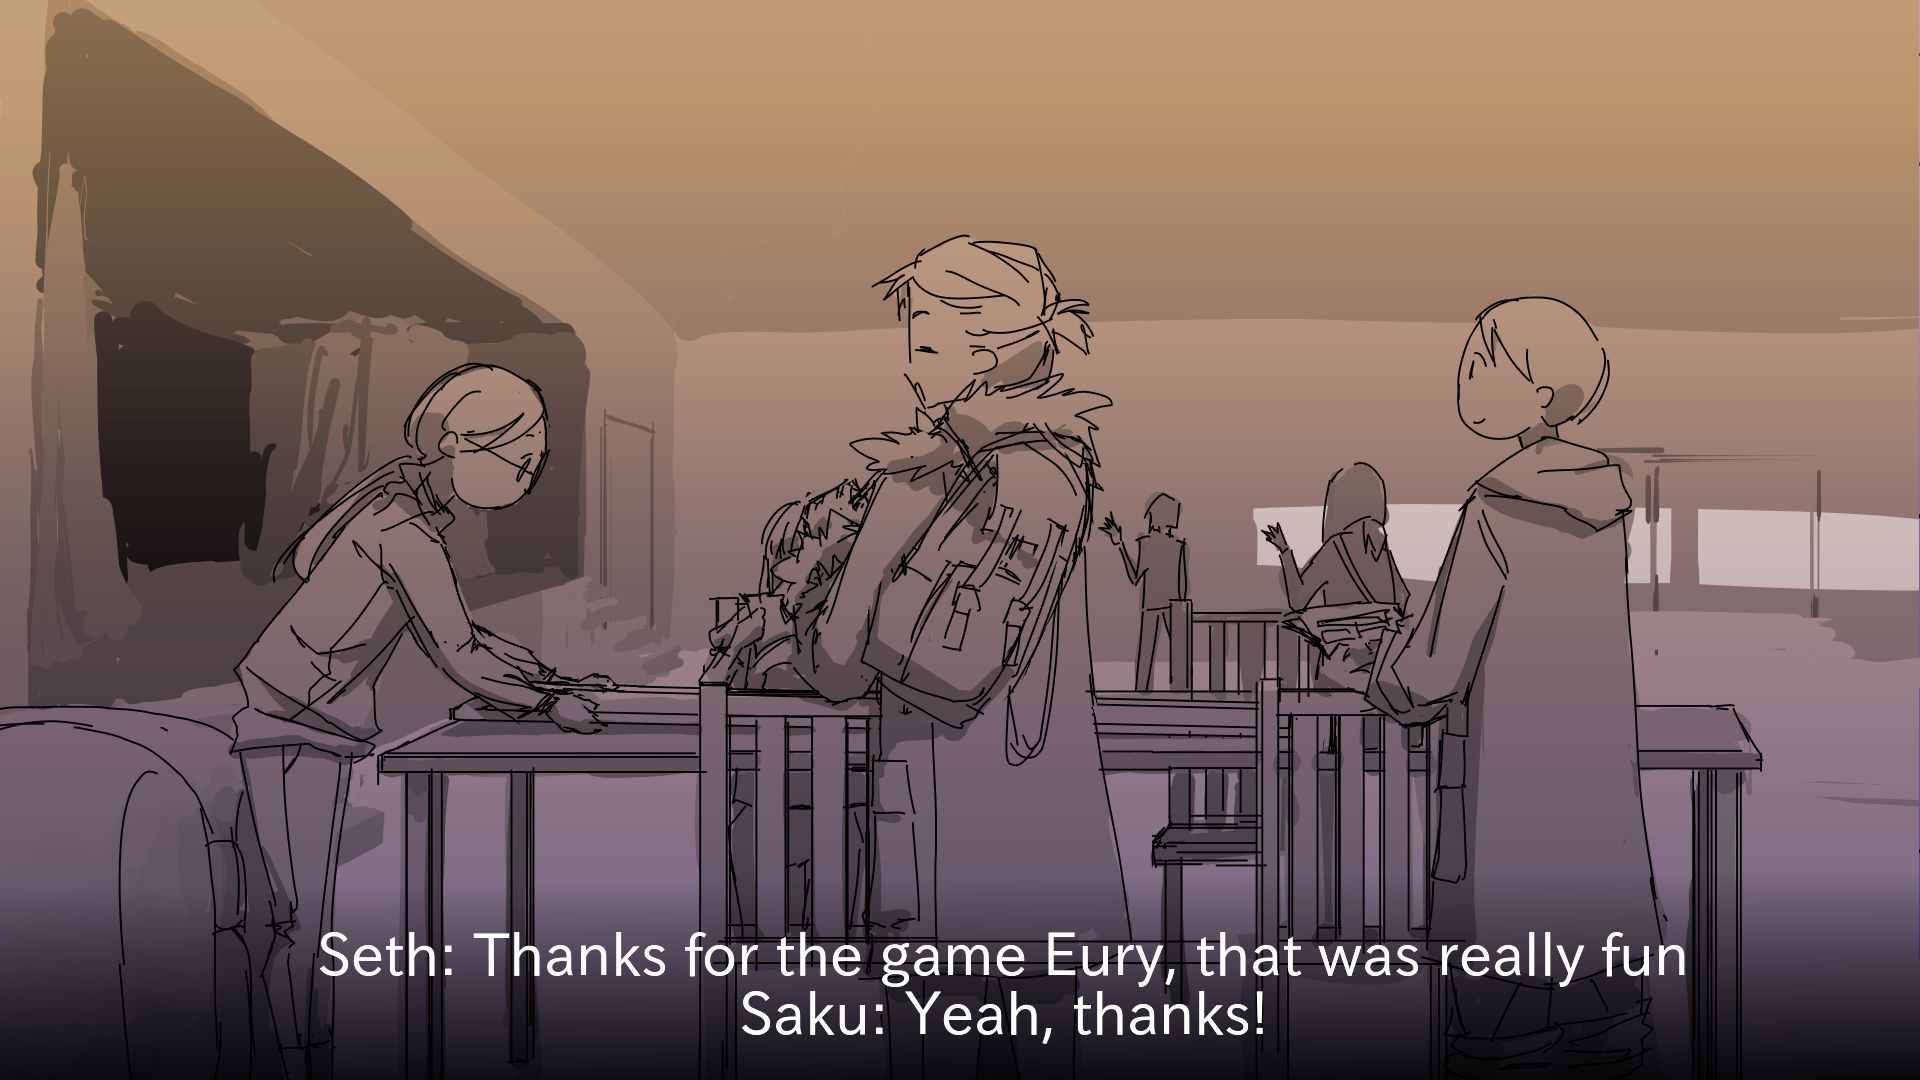 Seth: Thanks for the game Eury, that was really fun
Saku: Yeah, thanks!